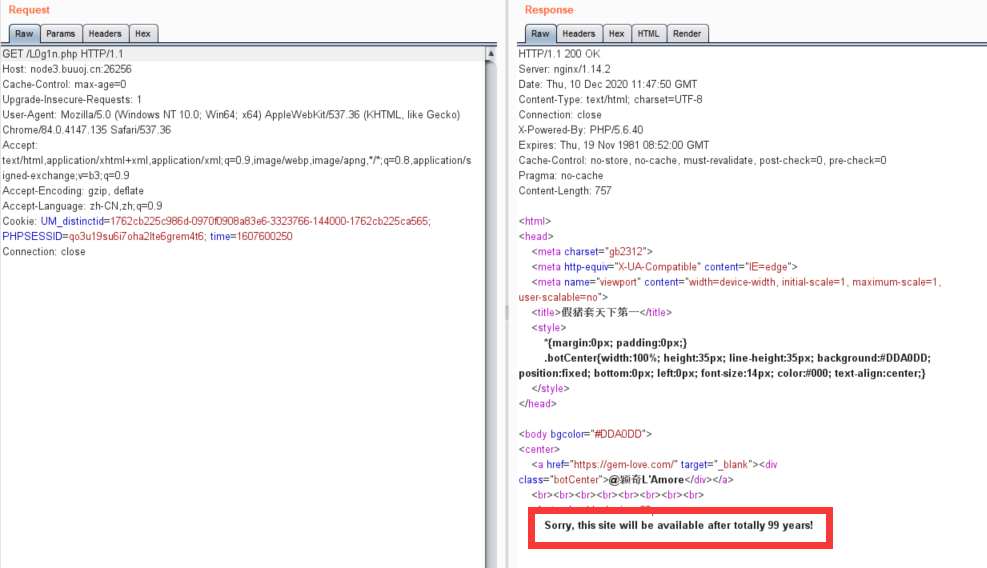 Request
Raw Params Headers Hex
GET /L0g1n.php HTTP/1.1
Host: node3.buuoj.cn:26256
Cache-Control: max-age=0
Upgrade-Insecure-Requests: 1
User-Agent: Mozilla/5.0 (Windows NT 10.0; Win64; x64) AppleWebKit/537.36 (KHTML, like Gecko)
Chrome/84.0.4147.135 Safari/537.36
Accept:
text/html,application/xhtml+xml,application/xml;q=0.9,image/webp,image/apng,*/*;q=0.8,application/s
igned-exchange;v=b3;q=0.9
Accept-Encoding: gzip, deflate
Accept-Language: zh-CN,zh;q=0.9
Cookie: UM_distinctid=1762cb225c986d-0970f0908a83e6-3323766-144000-1762cb225ca565;
PHPSESSID=qo3u19su6i7oha2lte6grem4t6; time=1607600250
Connection: close
Response
Raw Headers Hex HTML Render
HTTP/1.1 200 OK
Server: nginx/1.14.2
Date: Thu, 10 Dec 2020 11:47:50 GMT
Content-Type: text/html; charset=UTF-8
Connection: close
X-Powered-By: PHP/5.6.40
Expires: Thu, 19 Nov 1981 08:52:00 GMT
Cache-Control: no-store, no-cache, must-revalidate, post-check=0, pre-check=0
Pragma: no-cache
Content-Length: 757
<html>
<head>
<meta charset="gb2312">
<meta http-equiv="X-UA-Compatible" content="IE=edge">
<meta name="viewport" content="width=device-width, initial-scale=1, maximum-scale=1,
user-scalable=no">
<title>假豬套天下第一</title>
<style>
*{margin:0px; padding:0px;}
.botCenter{width:100%; height:35px; line-height:35px; background:#DDA0DD;
position:fixed; bottom:0px; left:0px; font-size:14px; color:#000; text-align:center;}
</style>
</head>
<body bgcolor="#DDA0DD">
<center>
<a href="https://gem-love.com/" target="_blank"><div
class="botCenter">@颖奇L'Amore</div></a>
<br><br><br><br><br><br><br><br>
Sorry, this site will be available after totally 99 years!